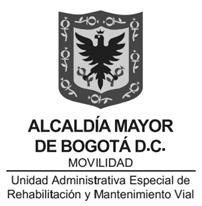 ALCALDÍA MAYOR
DE BOGOTÁ D.C.
MOVILIDAD
Unidad Administrativa Especial de
Rehabilitación y Mantenimiento Vial